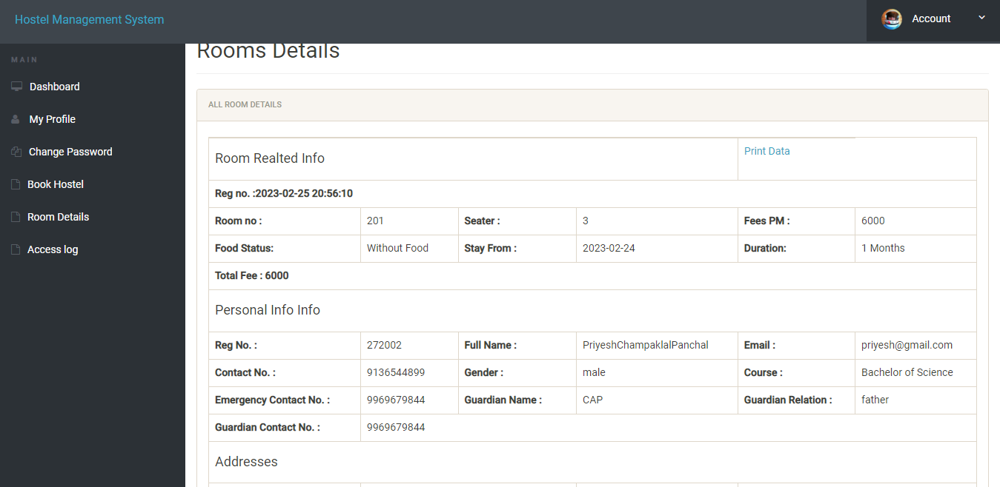 Hostel Management System
Account
MAIN
Dashboard
My Profile
Change Password
Book Hostel
Room Details
Access log
Rooms Details
ALL ROOM DETAILS
Room Realted Info Print Data
Reg no. :2023-02-25 20:56:10
Room no : 201 Seater : 3 Fees PM : 6000
Food Status: Without Food Stay From : 2023-02-24 Duration: 1 Months
Total Fee : 6000
Personal Info Info
Reg No. : 272002 Full Name : PriyeshChampaklalPanchal Email : priyesh@gmail.com
Contact No. : 9136544899 Gender : male Course : Bachelor of Science
Emergency Contact No. : 9969679844 Guardian Name : CAP Guardian Relation : father
Guardian Contact No. : 9969679844
Addresses